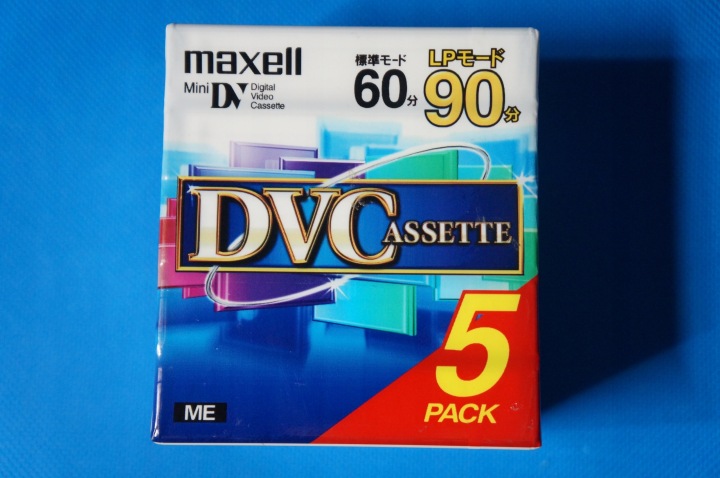 maxell
Mini DV Digital Video Cassette
標準モード
60分
LPモード
90分
DVCASSETTE
5
PACK
ME